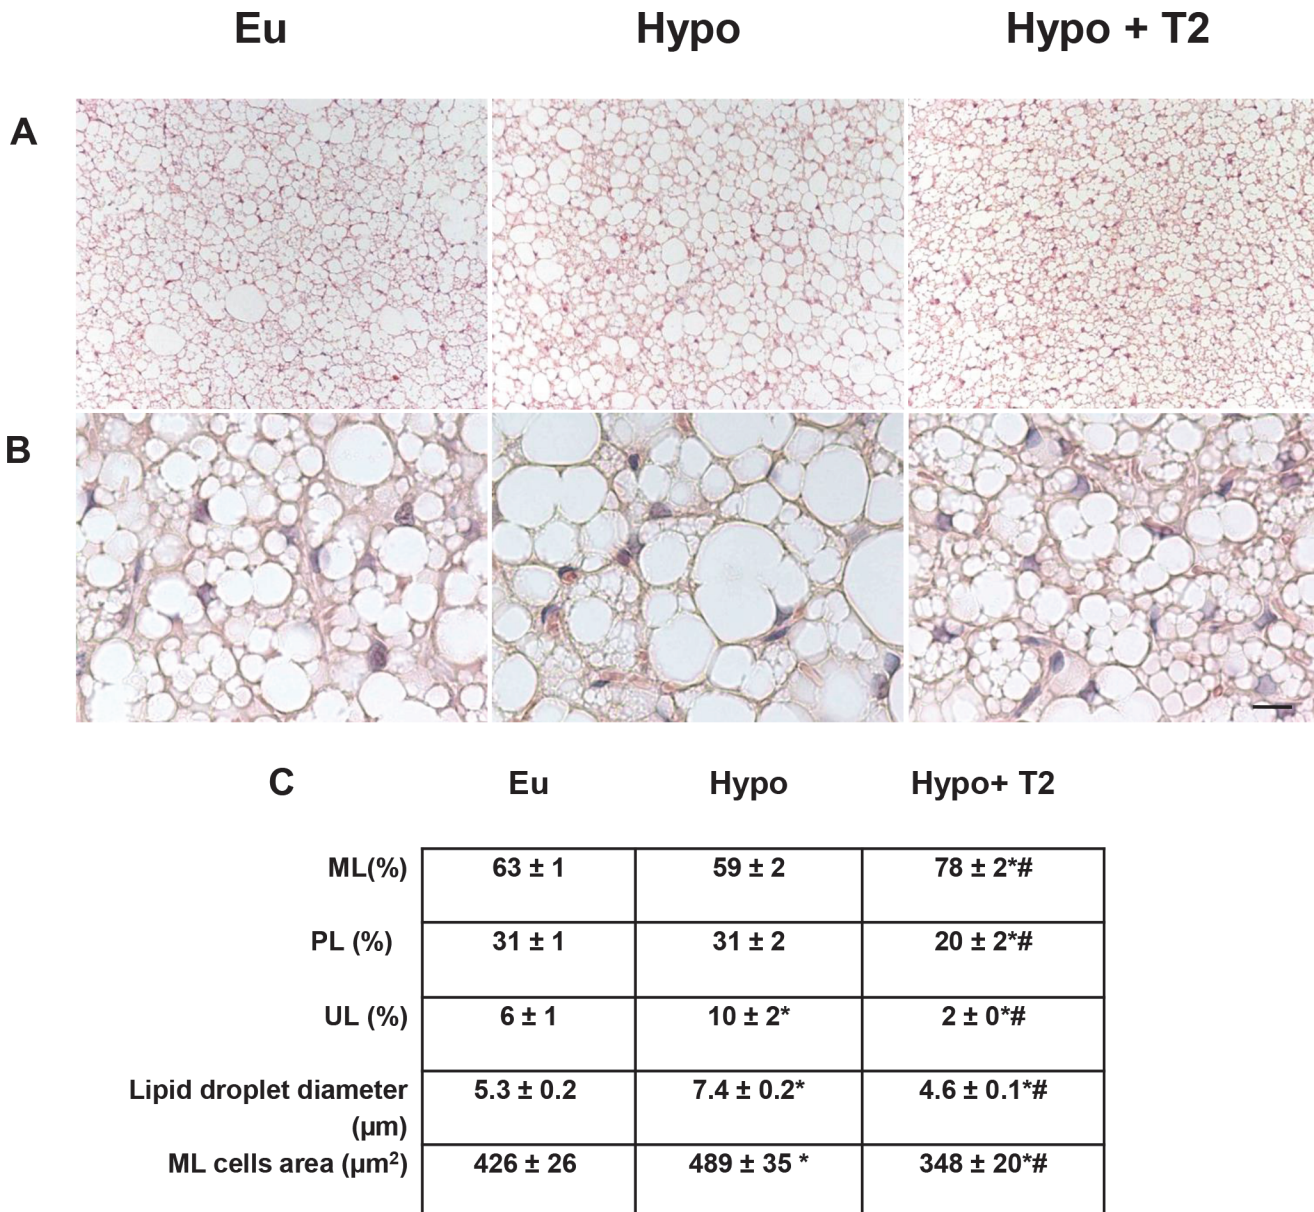 Eu Hypo Hypo + T2
A
B
C Eu Hypo Hypo+ T2
ML(%) 63 ± 1 59 ± 2 78 ± 2*#
PL (%) 31 ± 1 31 ± 2 20 ± 2*#
UL (%) 6 ± 1 10 ± 2* 2 ± 0*#
Lipid droplet diameter 5.3 ± 0.2 7.4 ± 0.2* 4.6 ± 0.1*#
(µm)
ML cells area (µm²) 426 ± 26 489 ± 35 * 348 ± 20*#